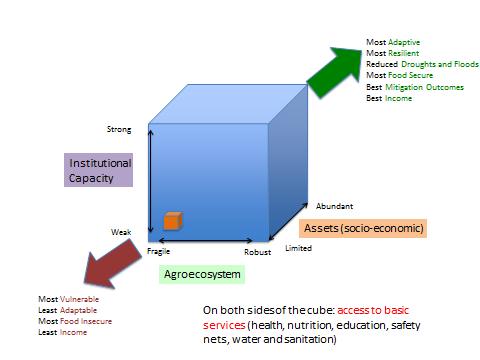 Most Adaptive
Most Resilient
Reduced Droughts and Floods
Most Food Secure
Best Mitigation Outcomes
Best Income
Strong
Institutional
Capacity
Abundant
Assets (socio-economic)
Weak
Fragile
Robust
Limited
Agroecosystem
Most Vulnerable
Least Adaptable
Most Food Insecure
Least Income
On both sides of the cube: access to basic
services (health, nutrition, education, safety
nets, water and sanitation)